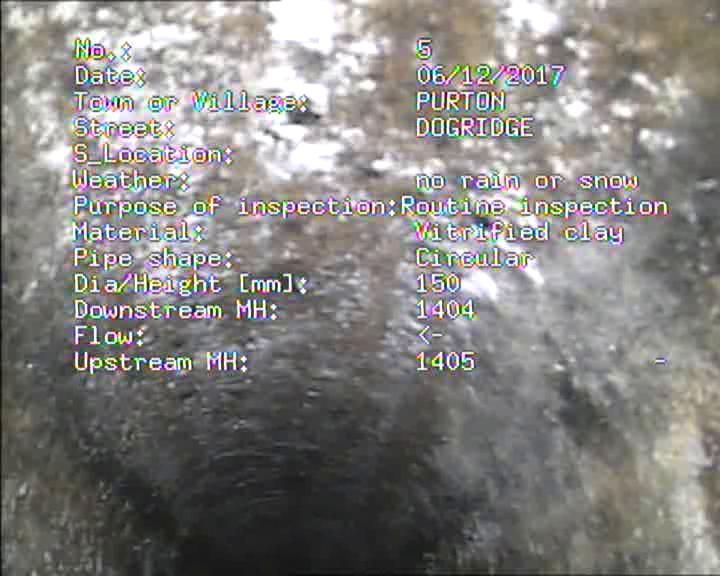 No.: 5
Date: 06/12/2017
Town or Village: PURTON
Street: DOGRIDGE
S_Location:
Weather: no rain or snow
Purpose of inspection:Routine inspection
Material: Vitrified clay
Pipe shape: Circular
Dia/Height [mm]: 150
Downstream MH: 1404
Flow: <-
Upstream MH: 1405 -